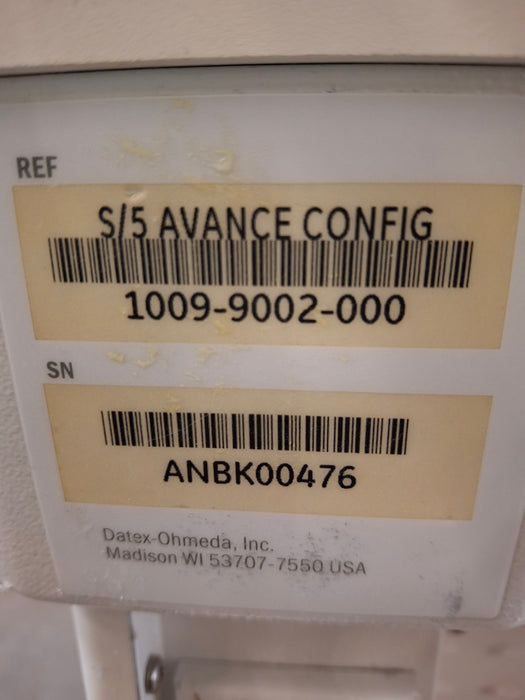 REF
S/5 AVANCE CONFIG
1009-9002-000
SN
ANBK00476
Datex-Ohmeda, Inc.
Madison WI 53707-7550 USA